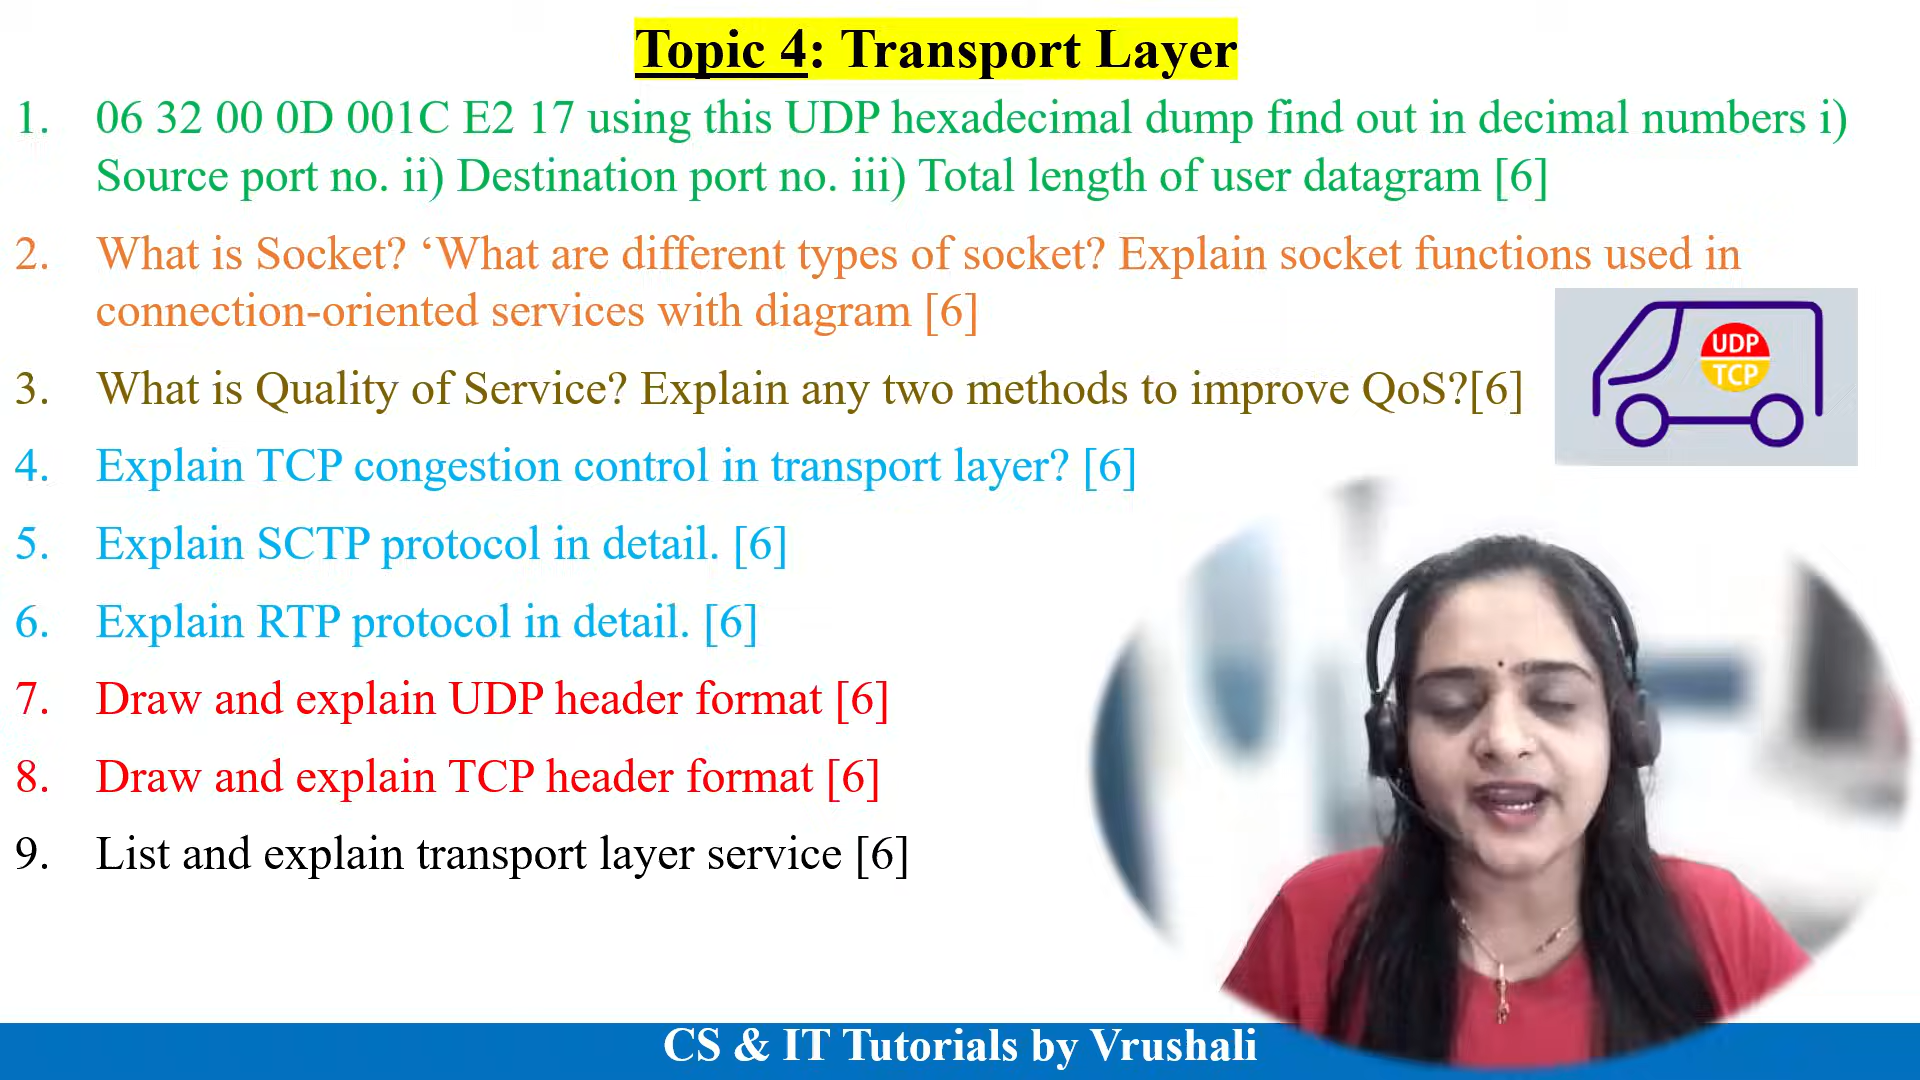 Topic 4: Transport Layer
1. 06 32 00 0D 001C E2 17 using this UDP hexadecimal dump find out in decimal numbers i)
Source port no. ii) Destination port no. iii) Total length of user datagram [6]
2. What is Socket? ‘What are different types of socket? Explain socket functions used in
connection-oriented services with diagram [6]
3. What is Quality of Service? Explain any two methods to improve QoS?[6]
UDP
TCP
4. Explain TCP congestion control in transport layer? [6]
5. Explain SCTP protocol in detail. [6]
6. Explain RTP protocol in detail. [6]
7. Draw and explain UDP header format [6]
8. Draw and explain TCP header format [6]
9. List and explain transport layer service [6]
CS & IT Tutorials by Vrushali